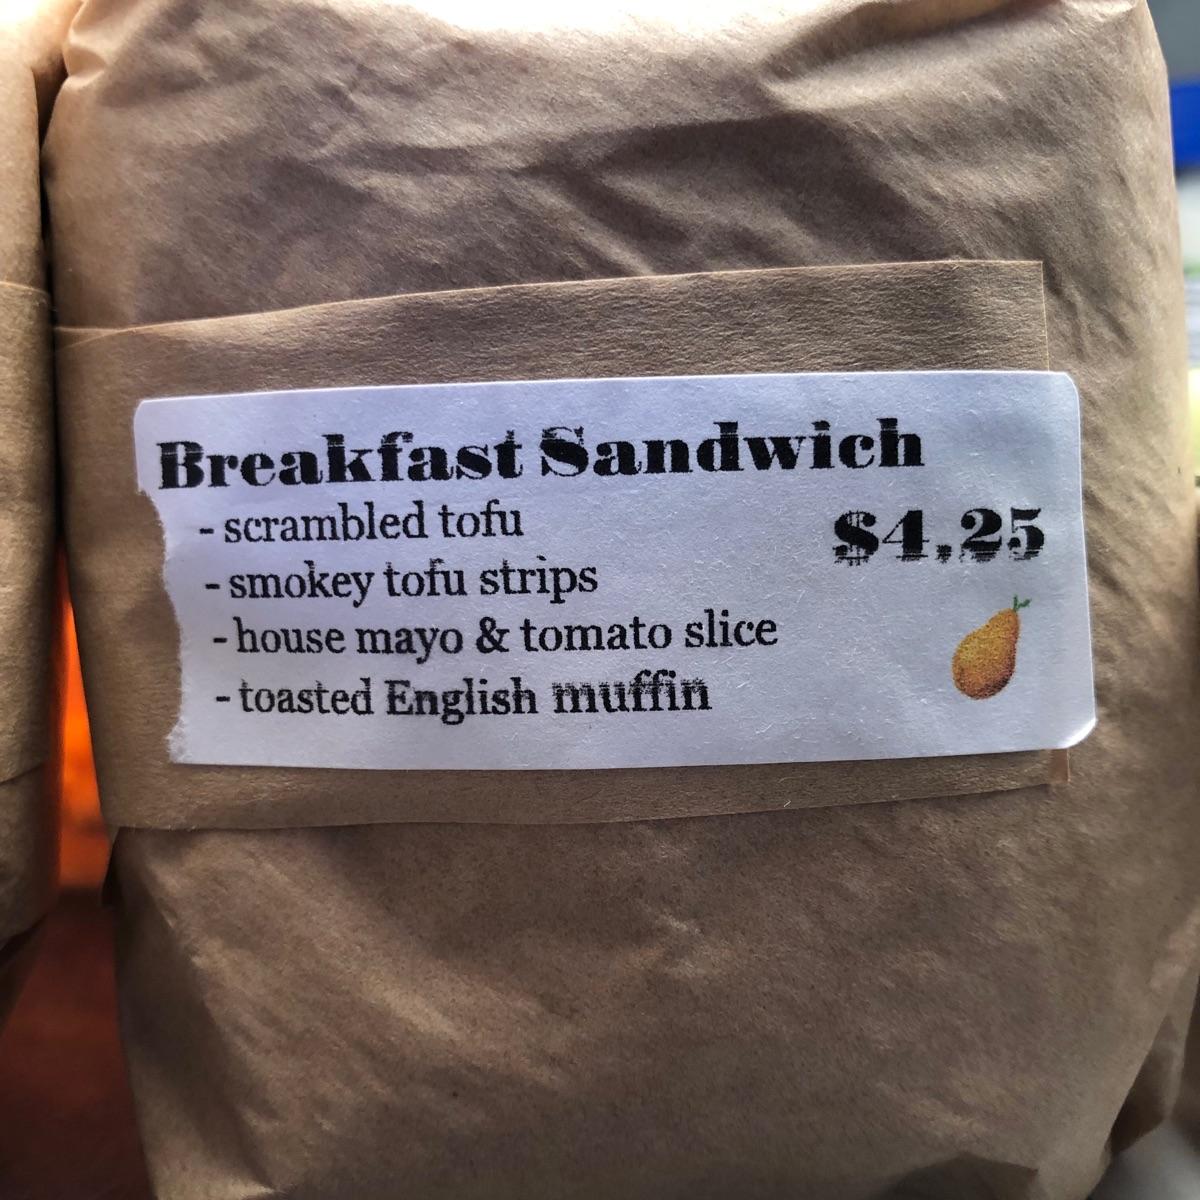 Breakfast Sandwich
- scrambled tofu
$4.25
- smokey tofu strips
- house mayo & tomato slice
- toasted English muffin